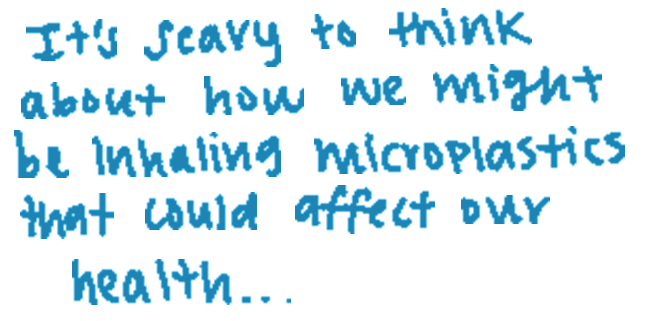 It's scary to think
about how we might
be inhaling microplastics
that could affect our
health...